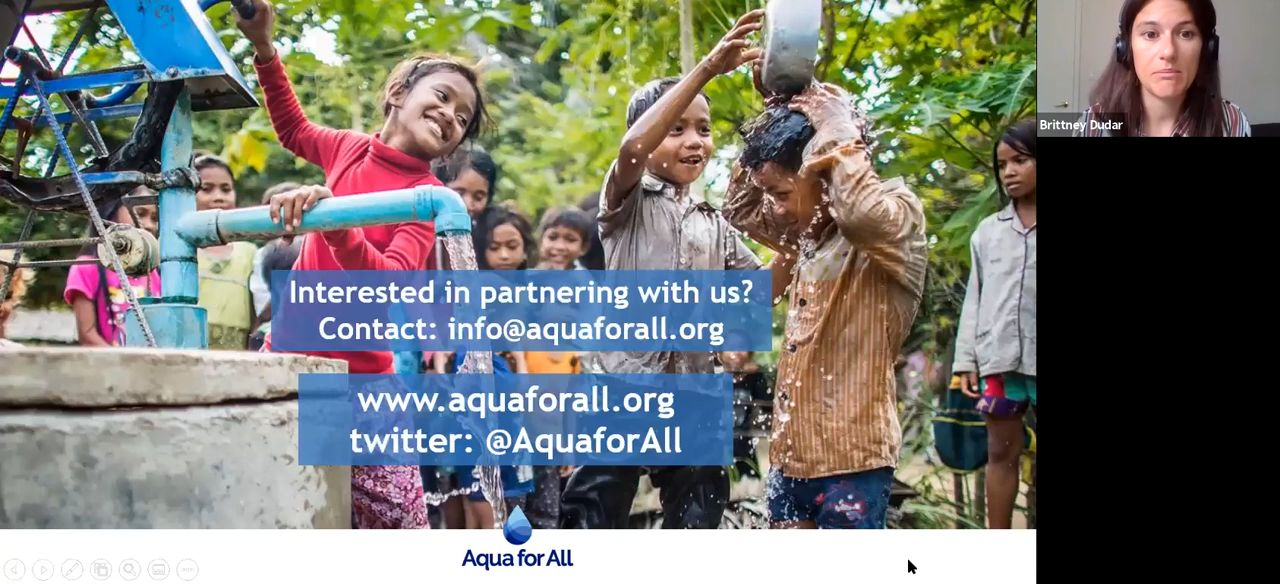 Brittney Dudar
Interested in partnering with us?
Contact: info@aquaforall.org
www.aquaforall.org
twitter: @AquaforAll
Aqua for All